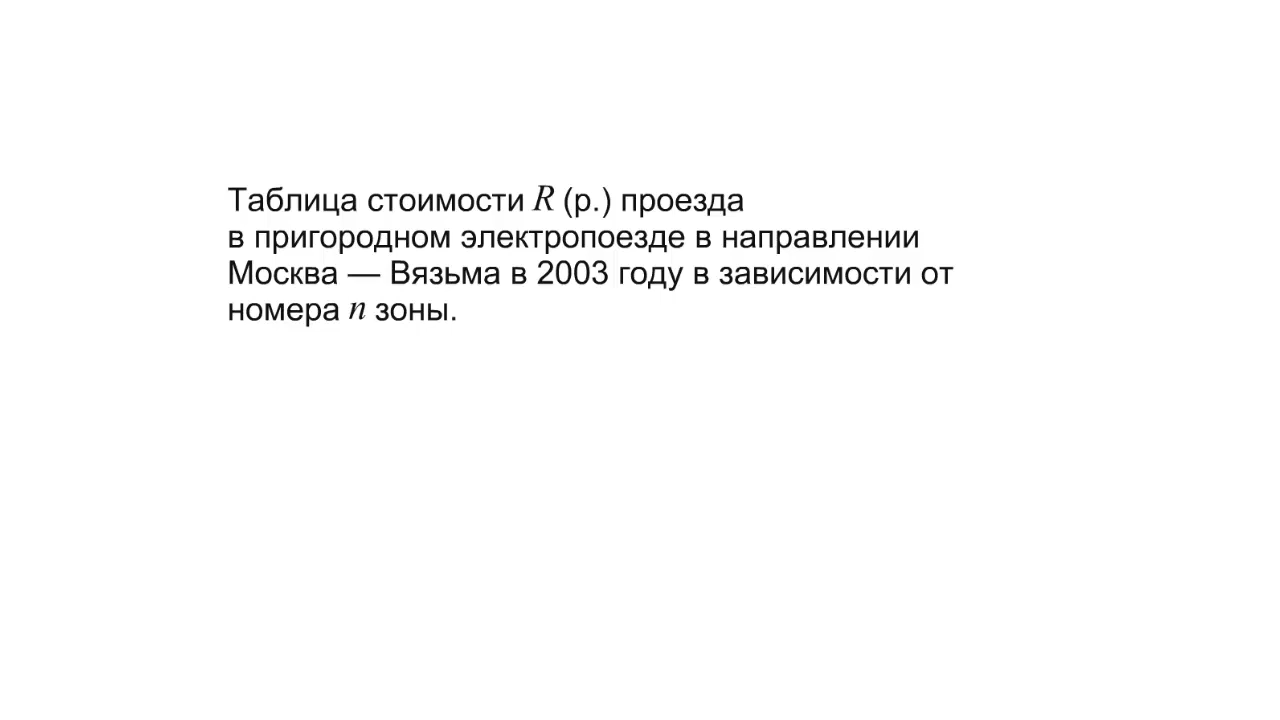 Таблица стоимости R (р.) проезда
в пригородном электропоезде в направлении
Москва — Вязьма в 2003 году в зависимости от
номера n зоны.